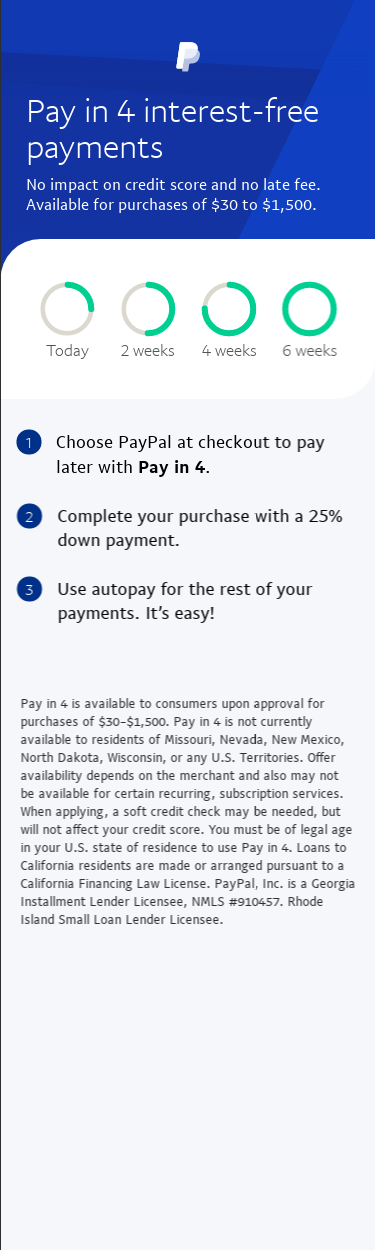 Pay in 4 interest-free
payments
No impact on credit score and no late fee.
Available for purchases of $30 to $1,500.
Today 2 weeks 4 weeks 6 weeks
1 Choose PayPal at checkout to pay
later with Pay in 4.
2 Complete your purchase with a 25%
down payment.
3 Use autopay for the rest of your
payments. It’s easy!
Pay in 4 is available to consumers upon approval for
purchases of $30–$1,500. Pay in 4 is not currently
available to residents of Missouri, Nevada, New Mexico,
North Dakota, Wisconsin, or any U.S. Territories. Offer
availability depends on the merchant and also may not
be available for certain recurring, subscription services.
When applying, a soft credit check may be needed, but
will not affect your credit score. You must be of legal age
in your U.S. state of residence to use Pay in 4. Loans to
California residents are made or arranged pursuant to a
California Financing Law License. PayPal, Inc. is a Georgia
Installment Lender Licensee, NMLS #910457. Rhode
Island Small Loan Lender Licensee.